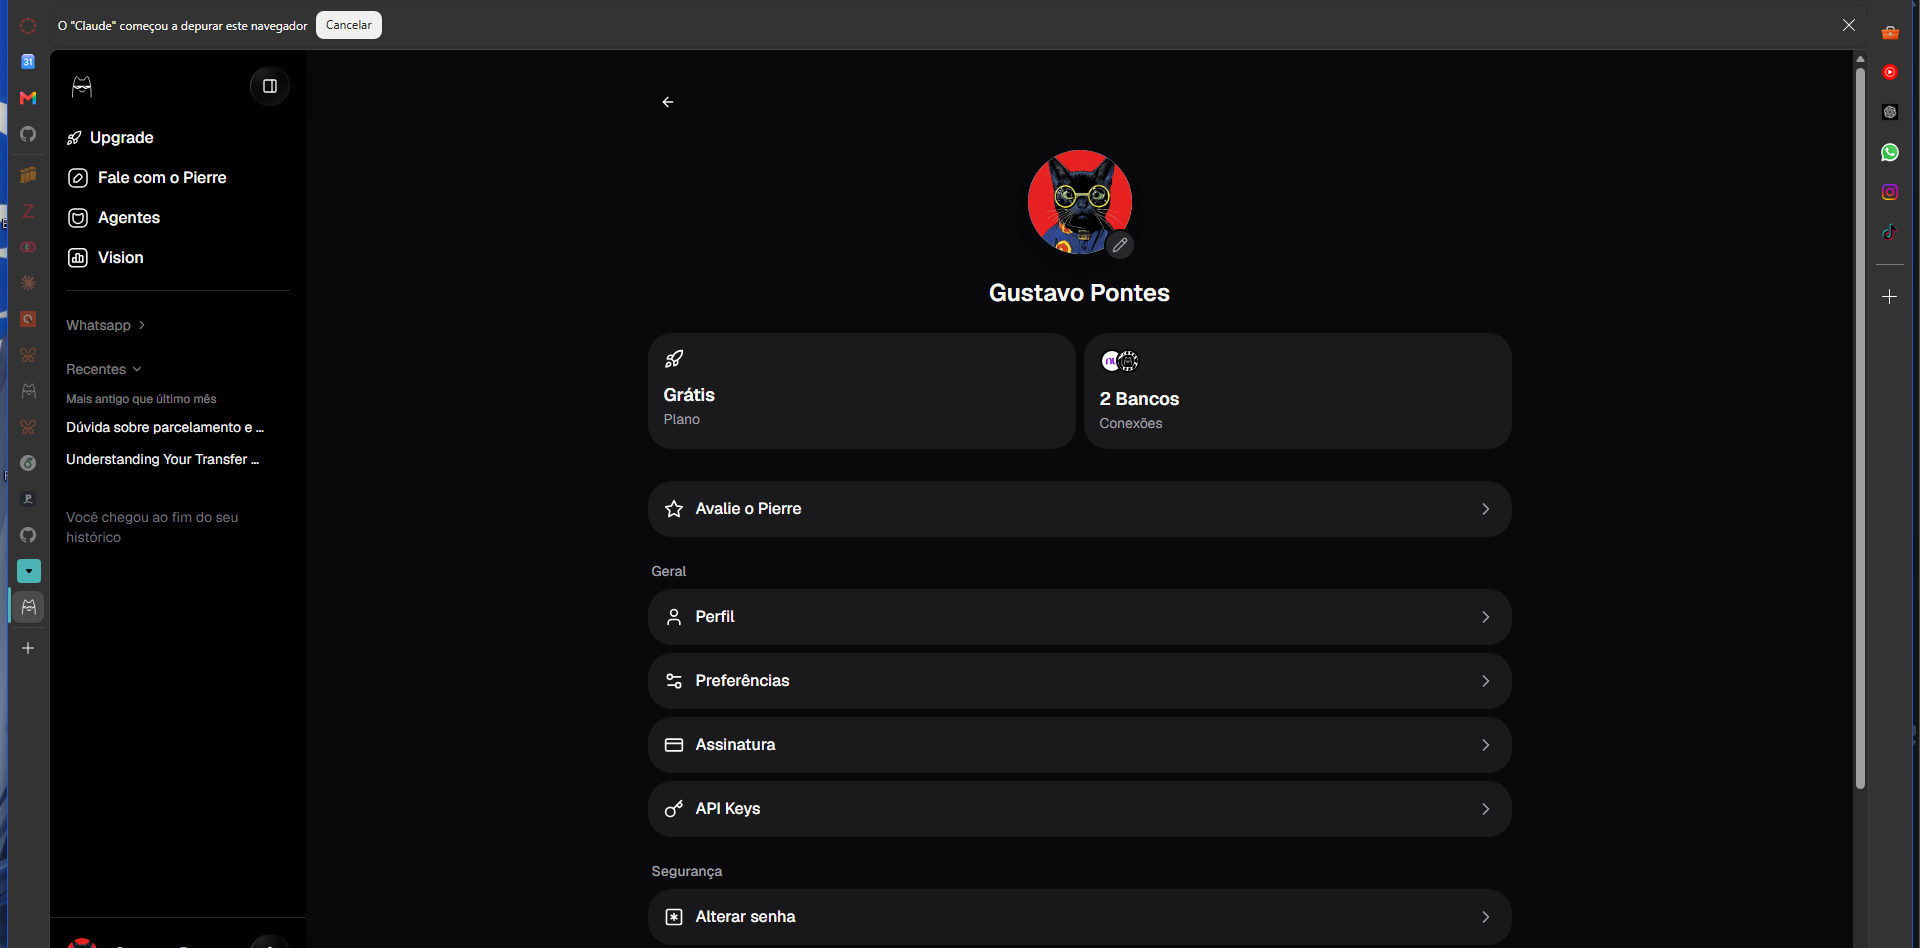 O "Claude" começou a depurar este navegador
Cancelar
31
Upgrade
Fale com o Pierre
Agentes
Vision
Whatsapp
Recentes
Mais antigo que último mês
Dúvida sobre parcelamento e ...
Understanding Your Transfer ...
Você chegou ao fim do seu
histórico
Gustavo Pontes
Grátis
Plano
2 Bancos
Conexões
Avalie o Pierre
Geral
Perfil
Preferências
Assinatura
API Keys
Segurança
Alterar senha